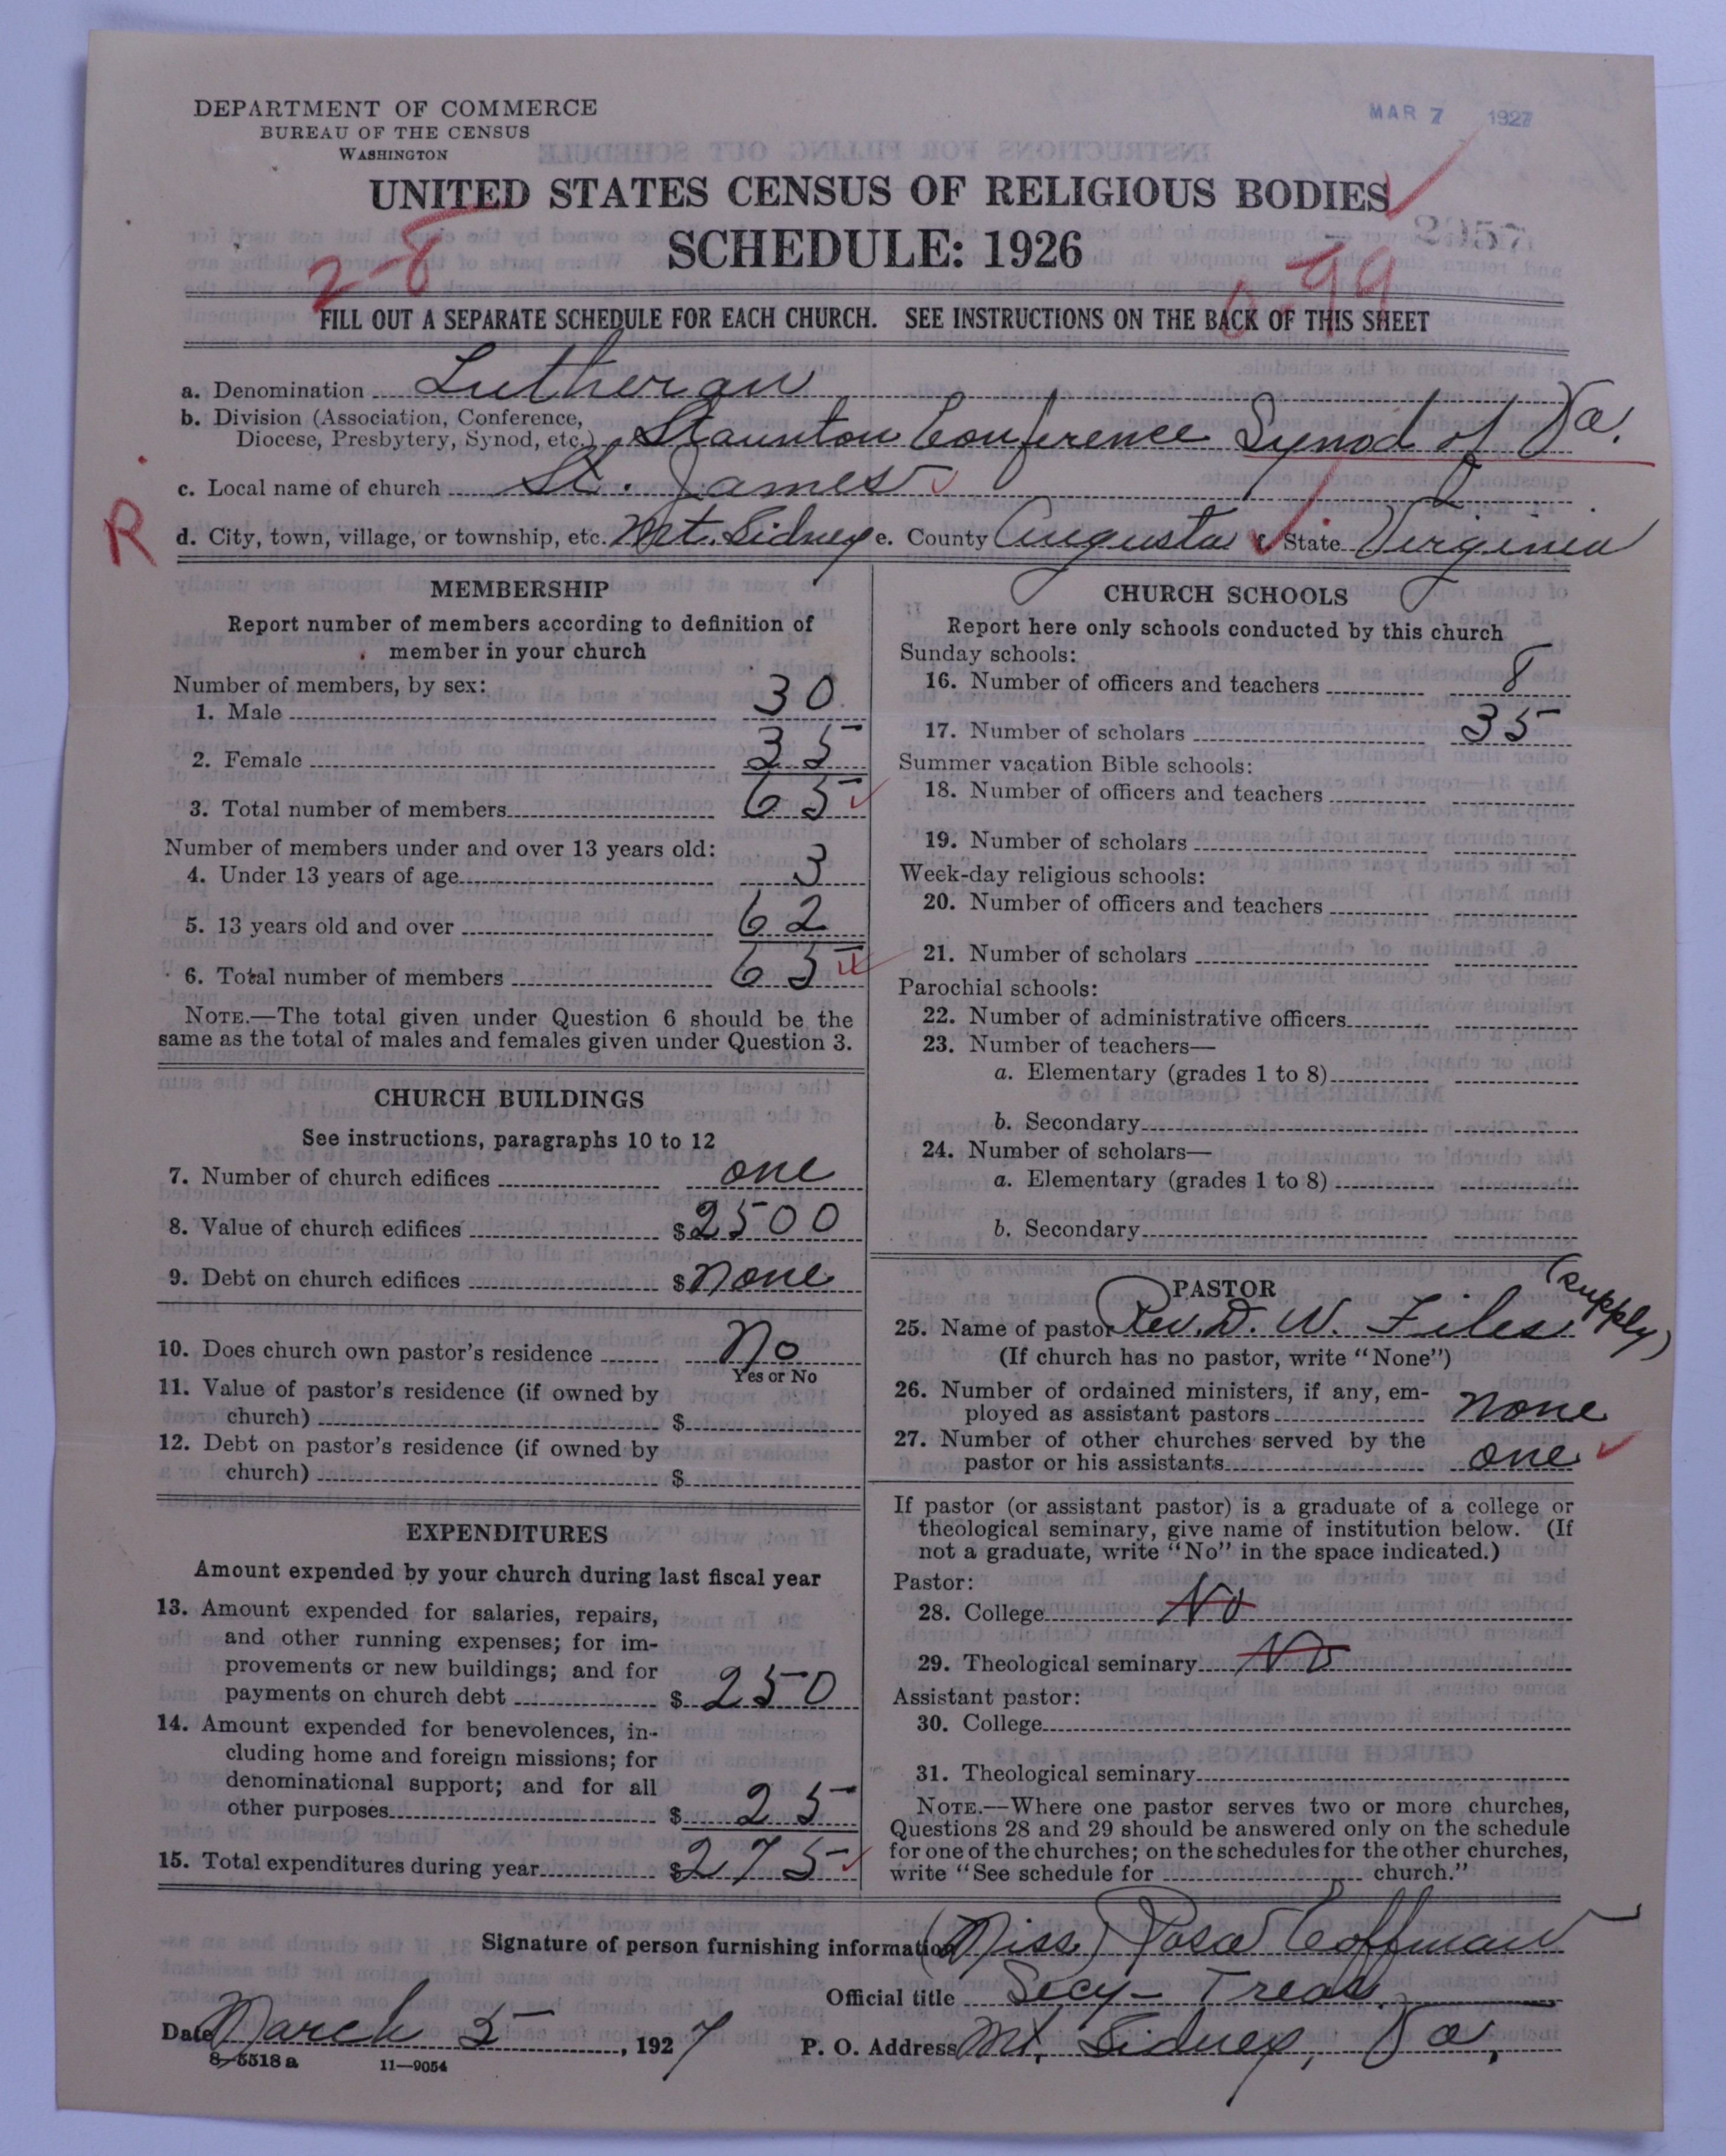 DEPARTMENT OF COMMERCE
BUREAU OF THE CENSUS
WASHINGTON
MAR 7 1927
UNITED STATES CENSUS OF RELIGIOUS BODIES
SCHEDULE: 1926
2957
2-8
0-99
FILL OUT A SEPARATE SCHEDULE FOR EACH CHURCH. SEE INSTRUCTIONS ON THE BACK OF THIS SHEET
a. Denomination Lutheran
b. Division (Association, Conference,
Diocese, Presbytery, Synod, etc.) Staunton Conference Synod of Va.
c. Local name of church St. James
R
d. City, town, village, or township, etc. Mt. Sidney e. County Augusta f. State Virginia
MEMBERSHIP
Report number of members according to definition of
member in your church
Number of members, by sex:
1. Male 30
2. Female 35
3. Total number of members 65
Number of members under and over 13 years old:
4. Under 13 years of age 3
5. 13 years old and over 62
6. Total number of members 65
NOTE.—The total given under Question 6 should be the
same as the total of males and females given under Question 3.
CHURCH BUILDINGS
See instructions, paragraphs 10 to 12
7. Number of church edifices one
8. Value of church edifices $2500
9. Debt on church edifices $none
10. Does church own pastor's residence No
Yes or No
11. Value of pastor's residence (if owned by
church) $
12. Debt on pastor's residence (if owned by
church) $
EXPENDITURES
Amount expended by your church during last fiscal year
13. Amount expended for salaries, repairs,
and other running expenses; for im-
provements or new buildings; and for
payments on church debt $250
14. Amount expended for benevolences, in-
cluding home and foreign missions; for
denominational support; and for all
other purposes $25
15. Total expenditures during year $275
CHURCH SCHOOLS
Report here only schools conducted by this church
Sunday schools:
16. Number of officers and teachers 8
17. Number of scholars 35
Summer vacation Bible schools:
18. Number of officers and teachers
19. Number of scholars
Week-day religious schools:
20. Number of officers and teachers
21. Number of scholars
Parochial schools:
22. Number of administrative officers
23. Number of teachers—
a. Elementary (grades 1 to 8)
b. Secondary
24. Number of scholars—
a. Elementary (grades 1 to 8)
b. Secondary
PASTOR
25. Name of pastor Rev. D. W. Files (supply)
(If church has no pastor, write "None")
26. Number of ordained ministers, if any, em-
ployed as assistant pastors none
27. Number of other churches served by the
pastor or his assistants one
If pastor (or assistant pastor) is a graduate of a college or
theological seminary, give name of institution below. (If
not a graduate, write "No" in the space indicated.)
Pastor:
28. College No
29. Theological seminary No
Assistant pastor:
30. College
31. Theological seminary
NOTE.—Where one pastor serves two or more churches,
Questions 28 and 29 should be answered only on the schedule
for one of the churches; on the schedules for the other churches,
write "See schedule for church."
Signature of person furnishing information (Miss) Rosa Coffman
Official title Secy-Treas.
Date March 5, 1927
P. O. Address Mt. Sidney, Va.
8-5518 a 11—9054